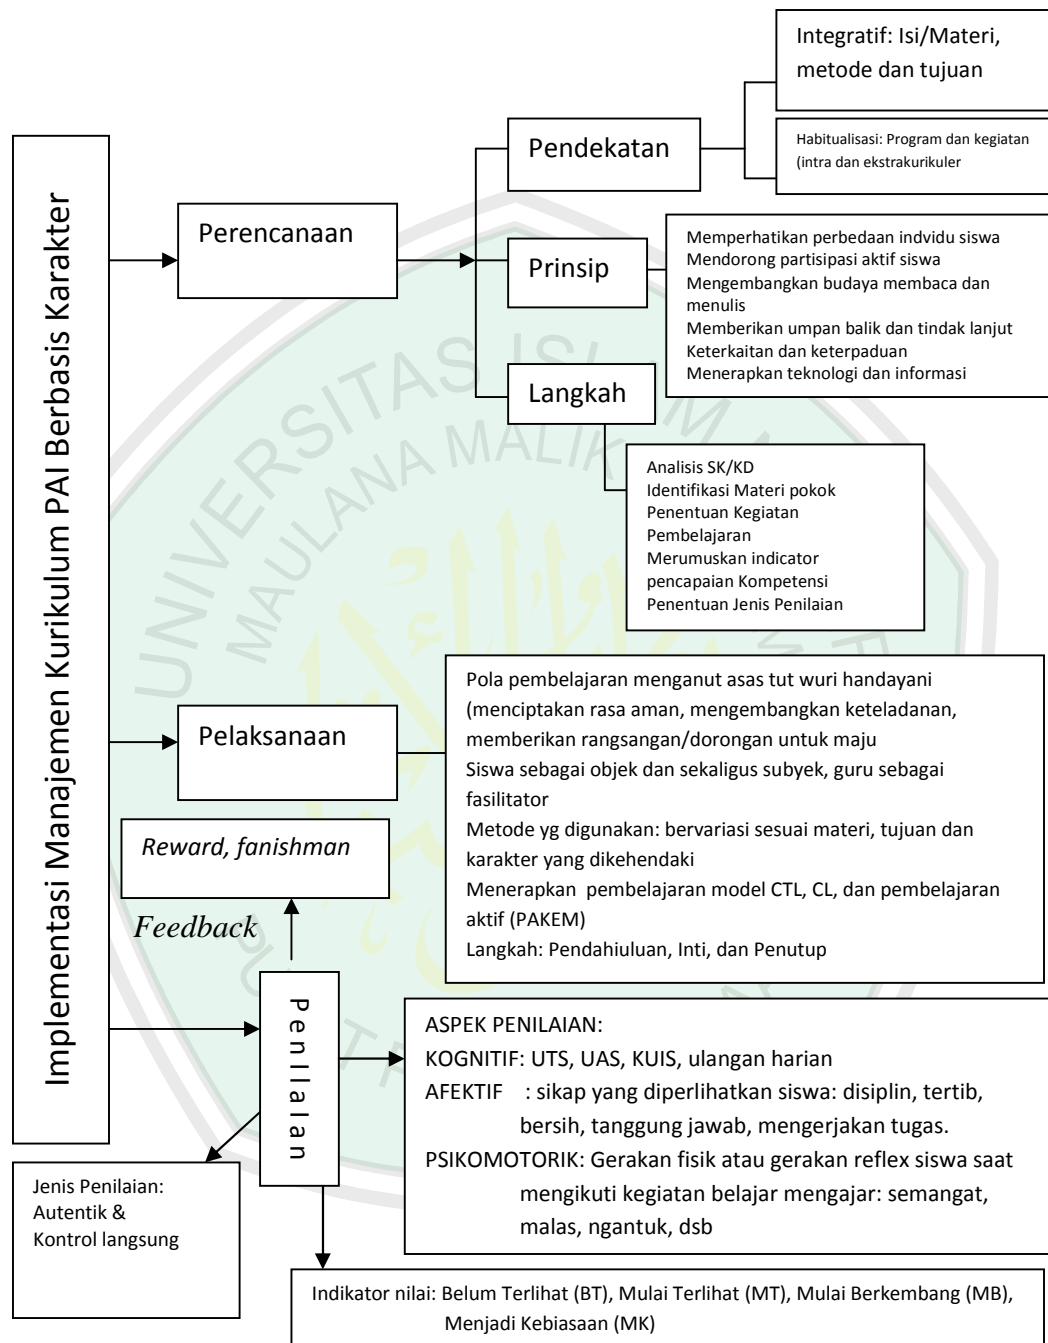 Implementasi Manajemen Kurikulum PAI Berbasis Karakter
Perencanaan
Pendekatan
Integratif: Isi/Materi,
metode dan tujuan
Habitualisasi: Program dan kegiatan
(intra dan ekstrakurikuler
Prinsip
Memperhatikan perbedaan indvidu siswa
Mendorong partisipasi aktif siswa
Mengembangkan budaya membaca dan
menulis
Memberikan umpan balik dan tindak lanjut
Keterkaitan dan keterpaduan
Menerapkan teknologi dan informasi
Langkah
Analisis SK/KD
Identifikasi Materi pokok
Penentuan Kegiatan
Pembelajaran
Merumuskan indicator
pencapaian Kompetensi
Penentuan Jenis Penilaian
Pelaksanaan
Pola pembelajaran menganut asas tut wuri handayani
(menciptakan rasa aman, mengembangkan keteladanan,
memberikan rangsangan/dorongan untuk maju
Siswa sebagai objek dan sekaligus subyek, guru sebagai
fasilitator
Metode yg digunakan: bervariasi sesuai materi, tujuan dan
karakter yang dikehendaki
Menerapkan pembelajaran model CTL, CL, dan pembelajaran
aktif (PAKEM)
Langkah: Pendahiuluan, Inti, dan Penutup
Reward, fanishman
Feedback
PenIlaIan
ASPEK PENILAIAN:
KOGNITIF: UTS, UAS, KUIS, ulangan harian
AFEKTIF : sikap yang diperlihatkan siswa: disiplin, tertib,
bersih, tanggung jawab, mengerjakan tugas.
PSIKOMOTORIK: Gerakan fisik atau gerakan reflex siswa saat
mengikuti kegiatan belajar mengajar: semangat,
malas, ngantuk, dsb
Jenis Penilaian:
Autentik &
Kontrol langsung
Indikator nilai: Belum Terlihat (BT), Mulai Terlihat (MT), Mulai Berkembang (MB),
Menjadi Kebiasaan (MK)
UNIVERSITAS ISLAM
MAULANA MALIK